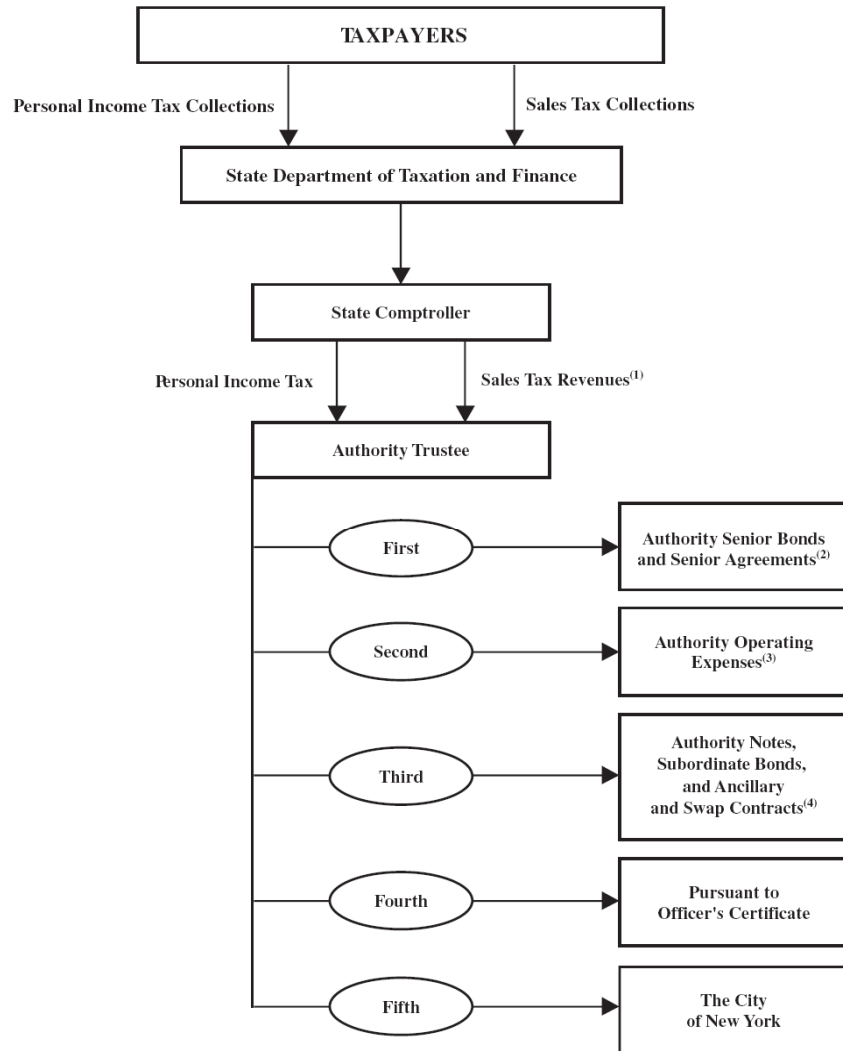 TAXPAYERS
Personal Income Tax Collections
Sales Tax Collections
State Department of Taxation and Finance
State Comptroller
Personal Income Tax
Sales Tax Revenues(1)
Authority Trustee
First
Authority Senior Bonds
and Senior Agreements(2)
Second
Authority Operating
Expenses(3)
Third
Authority Notes,
Subordinate Bonds,
and Ancillary
and Swap Contracts(4)
Fourth
Pursuant to
Officer's Certificate
Fifth
The City
of New York